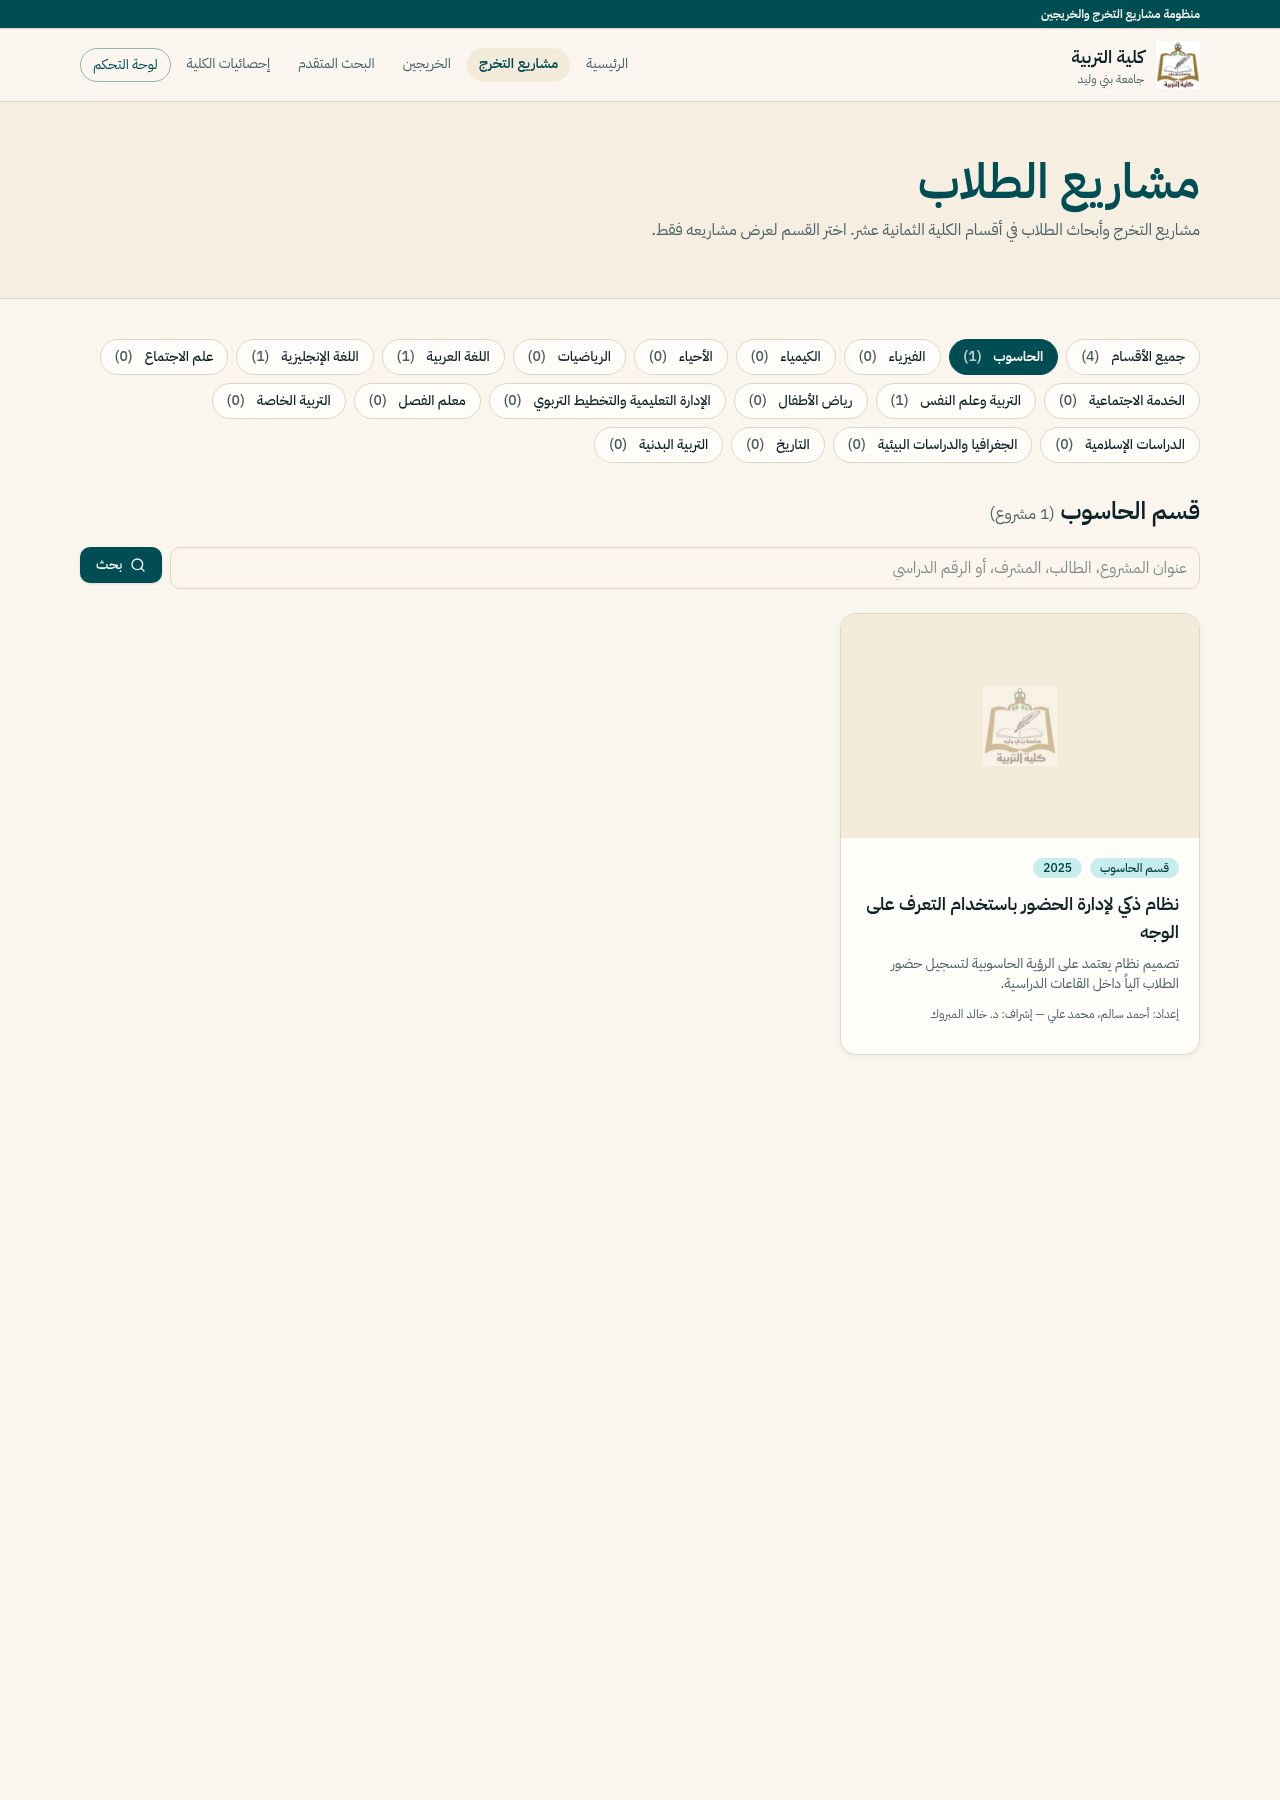 منظومة مشاريع التخرج والخريجين
كلية التربية
جامعة بني وليد
الرئيسية
مشاريع التخرج
الخريجين
البحث المتقدم
إحصائيات الكلية
لوحة التحكم
مشاريع الطلاب
مشاريع التخرج وأبحاث الطلاب في أقسام الكلية الثمانية عشر. اختر القسم لعرض مشاريعه فقط.
جميع الأقسام (4)
الحاسوب (1)
الفيزياء (0)
الكيمياء (0)
الأحياء (0)
الرياضيات (0)
اللغة العربية (1)
اللغة الإنجليزية (1)
علم الاجتماع (0)
الخدمة الاجتماعية (0)
التربية وعلم النفس (1)
رياض الأطفال (0)
الإدارة التعليمية والتخطيط التربوي (0)
معلم الفصل (0)
التربية الخاصة (0)
الدراسات الإسلامية (0)
الجغرافيا والدراسات البيئية (0)
التاريخ (0)
التربية البدنية (0)
قسم الحاسوب (1 مشروع)
عنوان المشروع، الطالب، المشرف، أو الرقم الدراسي
بحث
جامعة بني وليد
كلية التربية
قسم الحاسوب
2025
نظام ذكي لإدارة الحضور باستخدام التعرف على
الوجه
تصميم نظام يعتمد على الرؤية الحاسوبية لتسجيل حضور
الطلاب آلياً داخل القاعات الدراسية.
إعداد: أحمد سالم، محمد علي — إشراف: د. خالد المبروك